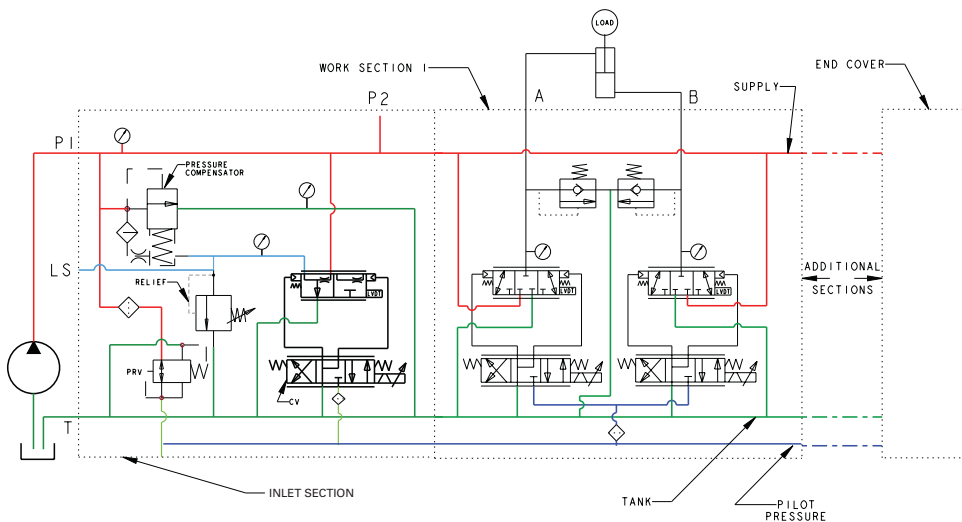 LOAD
WORK SECTION 1
END COVER
SUPPLY
P2
A
B
P1
PRESSURE
COMPENSATOR
LS
RELIEF
LVDT
LVDT
LVDT
ADDITIONAL
SECTIONS
PRV
CV
T
INLET SECTION
TANK
PILOT
PRESSURE